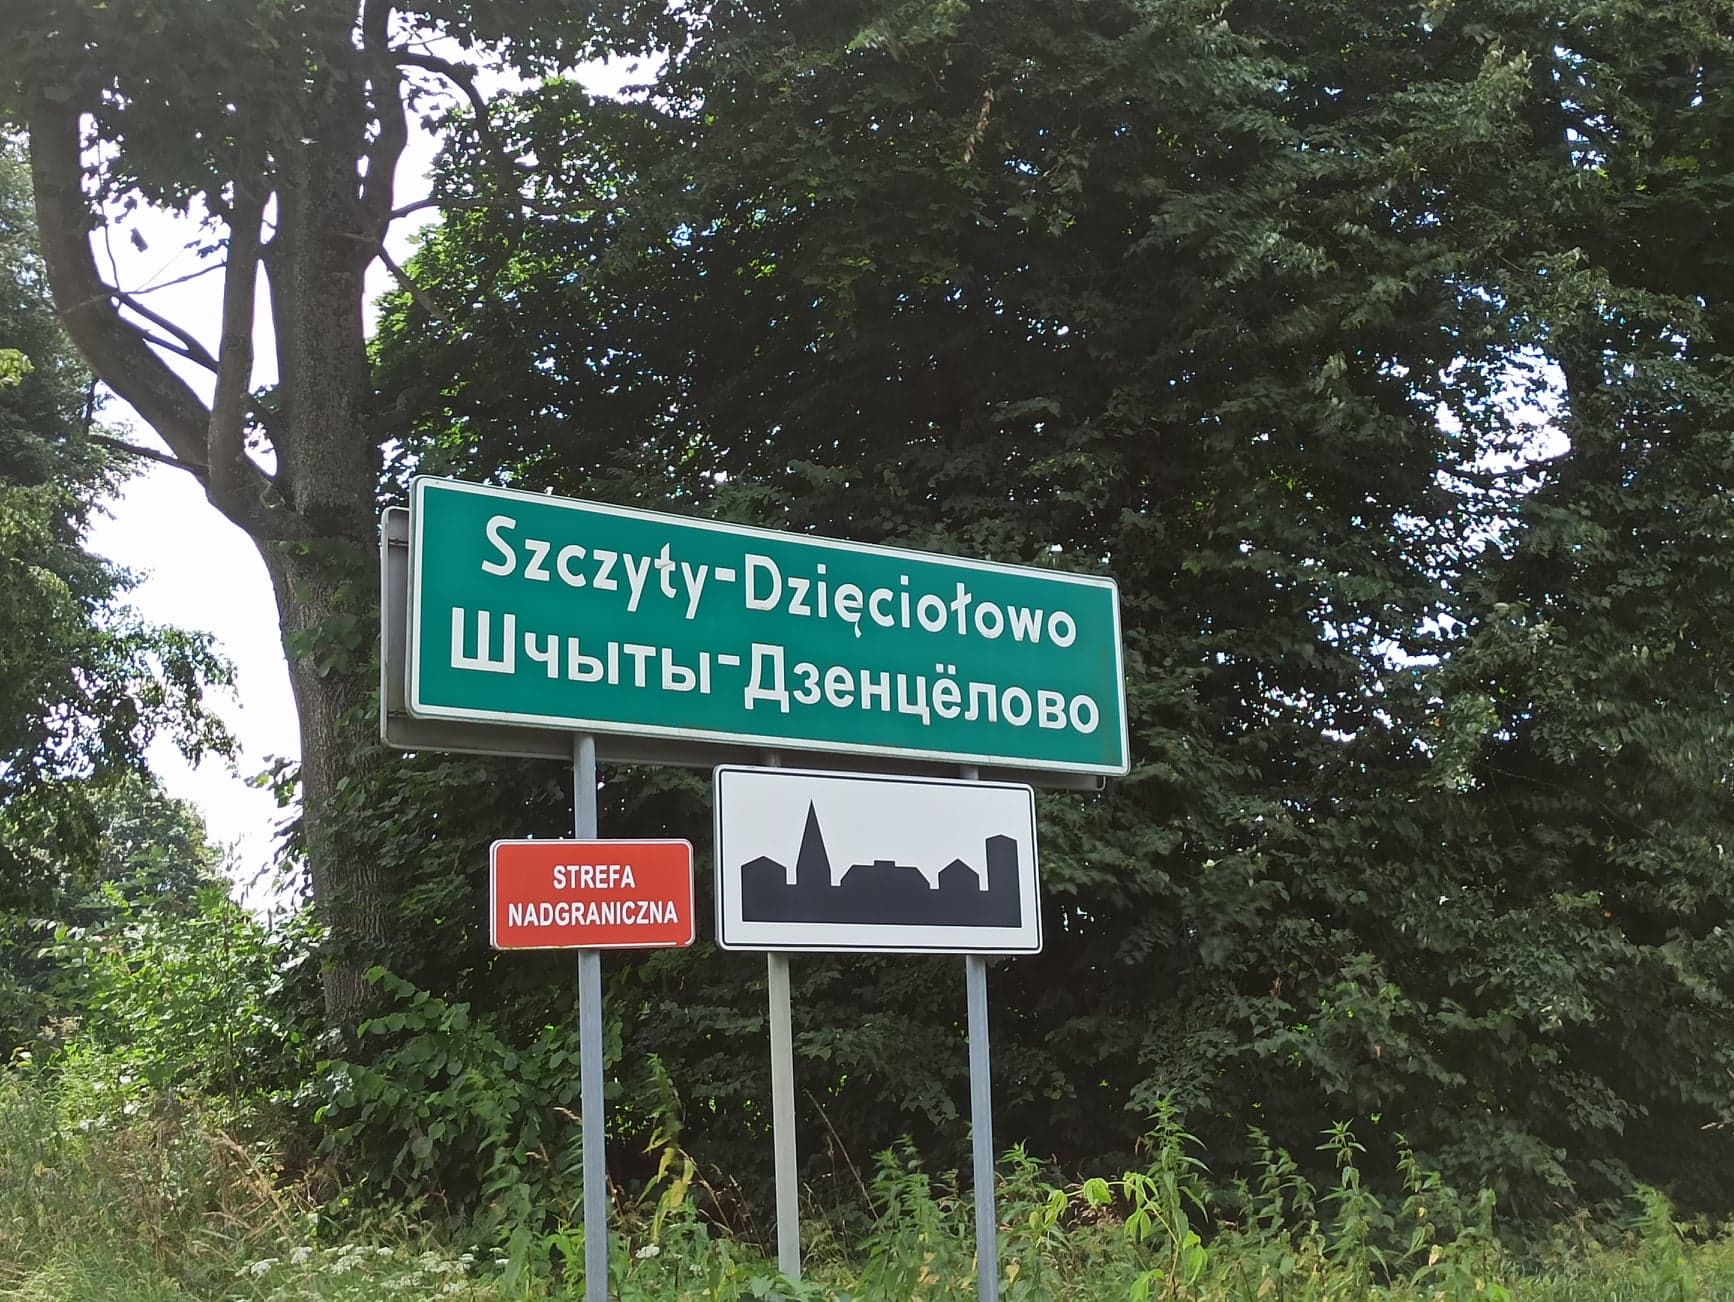 Szczyty-Dzięciołowo
Шчыты-Дзенцёлово
STREFA
NADGRANICZNA